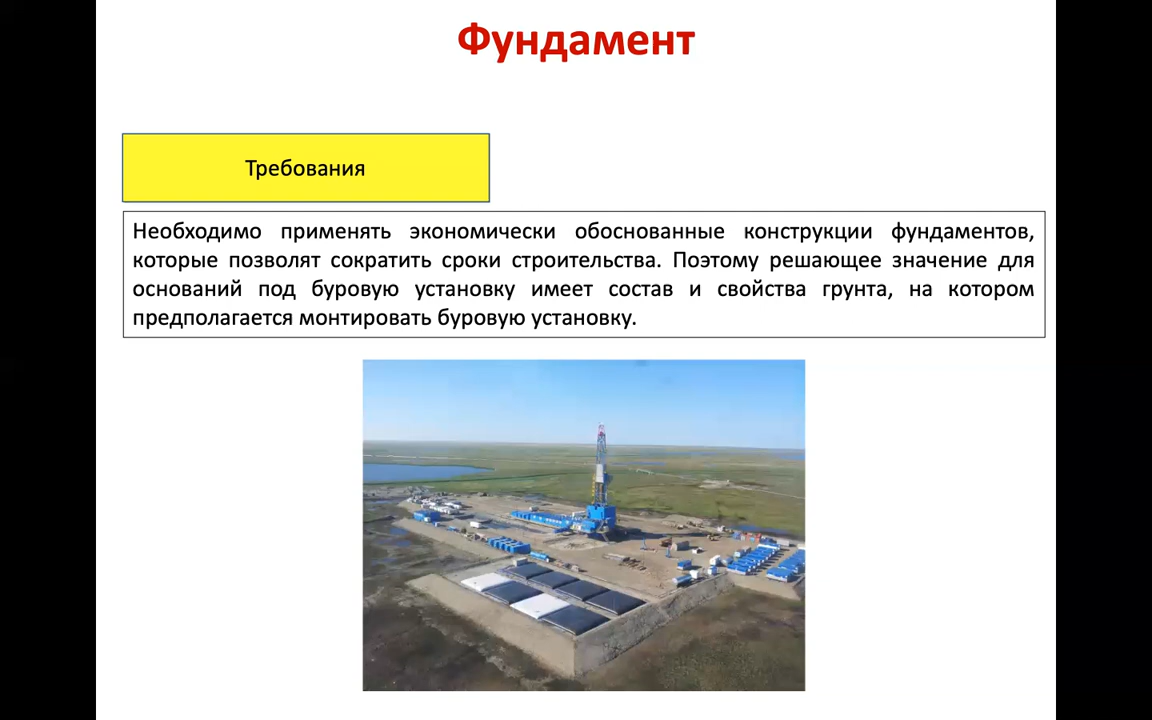 Фундамент
Требования
Необходимо применять экономически обоснованные конструкции фундаментов,
которые позволят сократить сроки строительства. Поэтому решающее значение для
оснований под буровую установку имеет состав и свойства грунта, на котором
предполагается монтировать буровую установку.